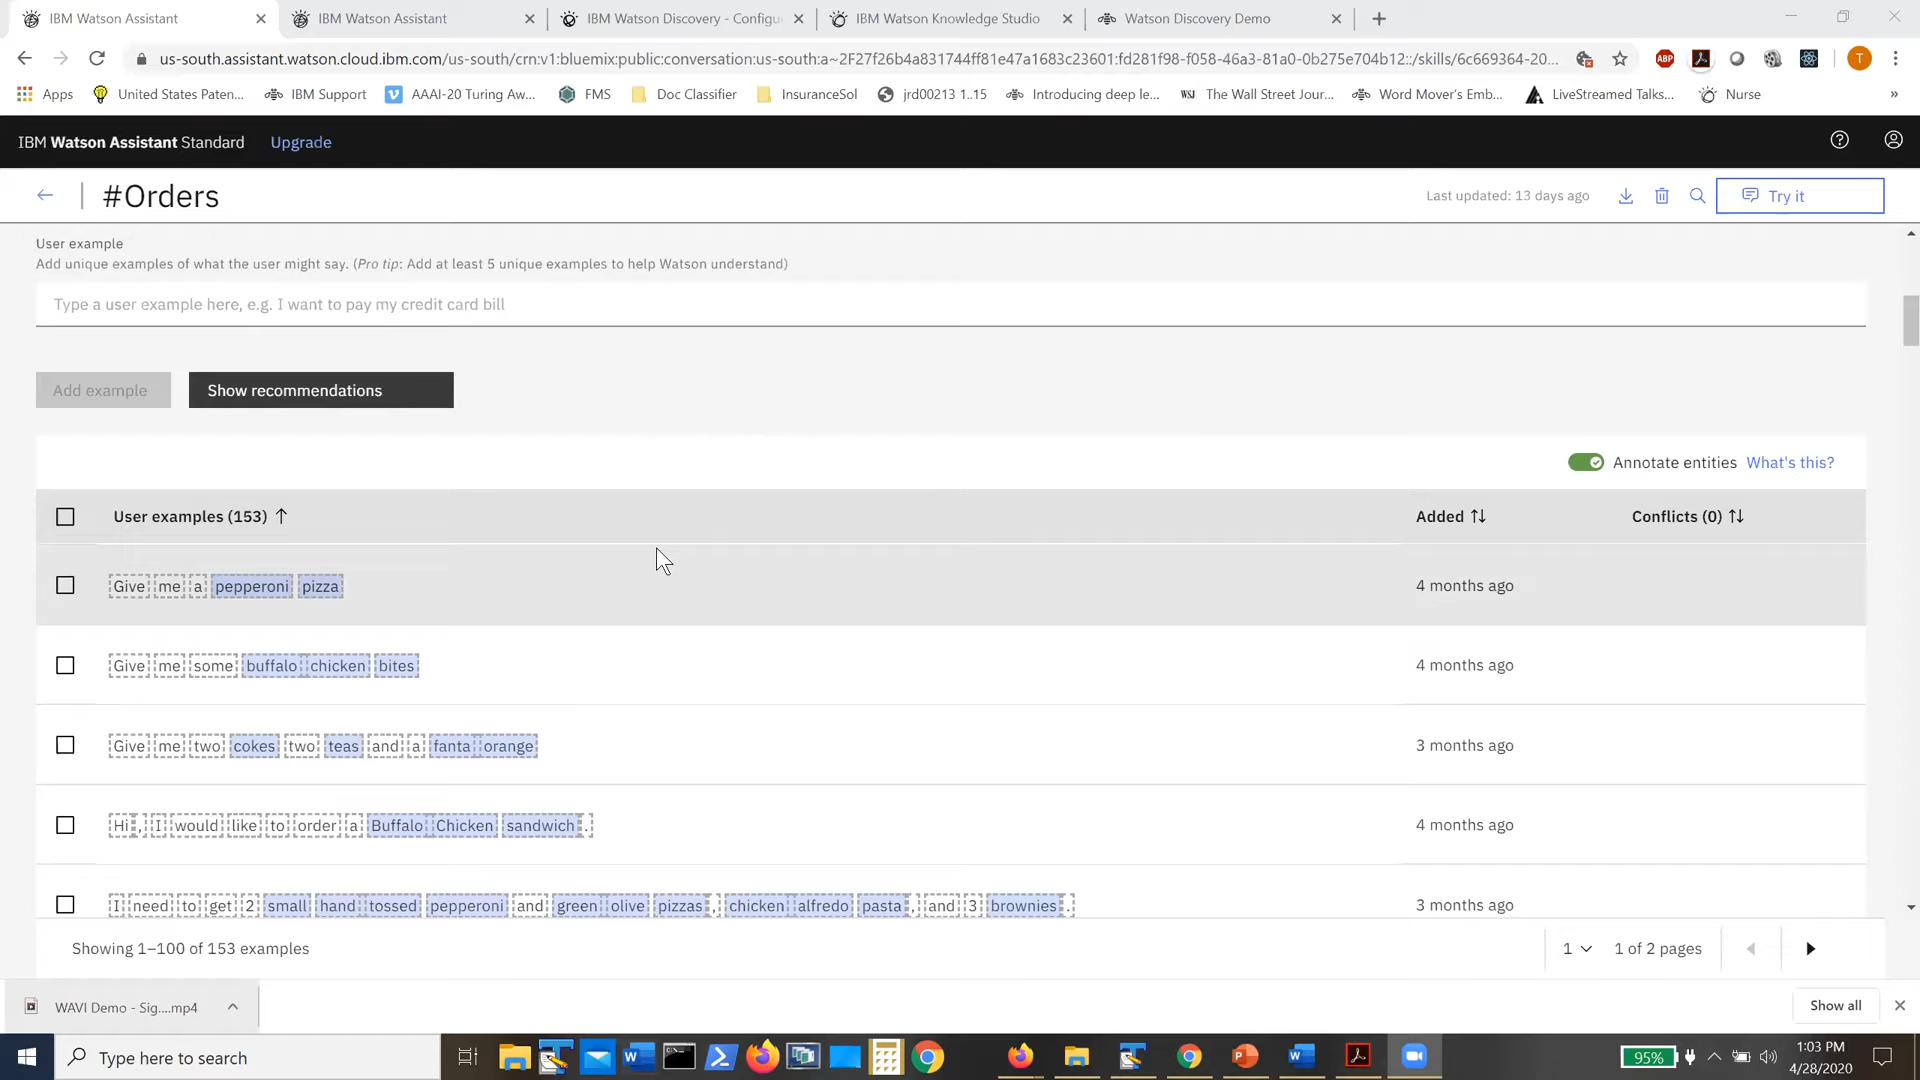 IBM Watson Assistant
IBM Watson Assistant
IBM Watson Discovery - Configu
IBM Watson Knowledge Studio
Watson Discovery Demo
us-south.assistant.watson.cloud.ibm.com/us-south/crn:v1:bluemix:public:conversation:us-south:a~2F27f26b4a831744ff81e47a1683c23601:fd281f98-f058-46a3-81a0-0b275e704b12::/skills/6c669364-20...
ABP
T
Apps
United States Paten...
IBM Support
AAAI-20 Turing Aw...
FMS
Doc Classifier
InsuranceSol
jrd00213 1..15
Introducing deep le...
WSJ
The Wall Street Jour...
Word Mover's Emb...
LiveStreamed Talks...
Nurse
»
IBM Watson Assistant Standard
Upgrade
#Orders
Last updated: 13 days ago
Try it
User example
Add unique examples of what the user might say. (Pro tip: Add at least 5 unique examples to help Watson understand)
Type a user example here, e.g. I want to pay my credit card bill
Add example
Show recommendations
Annotate entities What's this?
User examples (153)
Added
Conflicts (0)
Give me a pepperoni pizza
4 months ago
Give me some buffalo chicken bites
4 months ago
Give me two cokes two teas and a fanta orange
3 months ago
Hi, I would like to order a Buffalo Chicken sandwich.
4 months ago
I need to get 2 small hand tossed pepperoni and green olive pizzas, chicken alfredo pasta, and 3 brownies.
3 months ago
Showing 1–100 of 153 examples
1
1 of 2 pages
WAVI Demo - Sig....mp4
Show all
Type here to search
95%
1:03 PM
4/28/2020